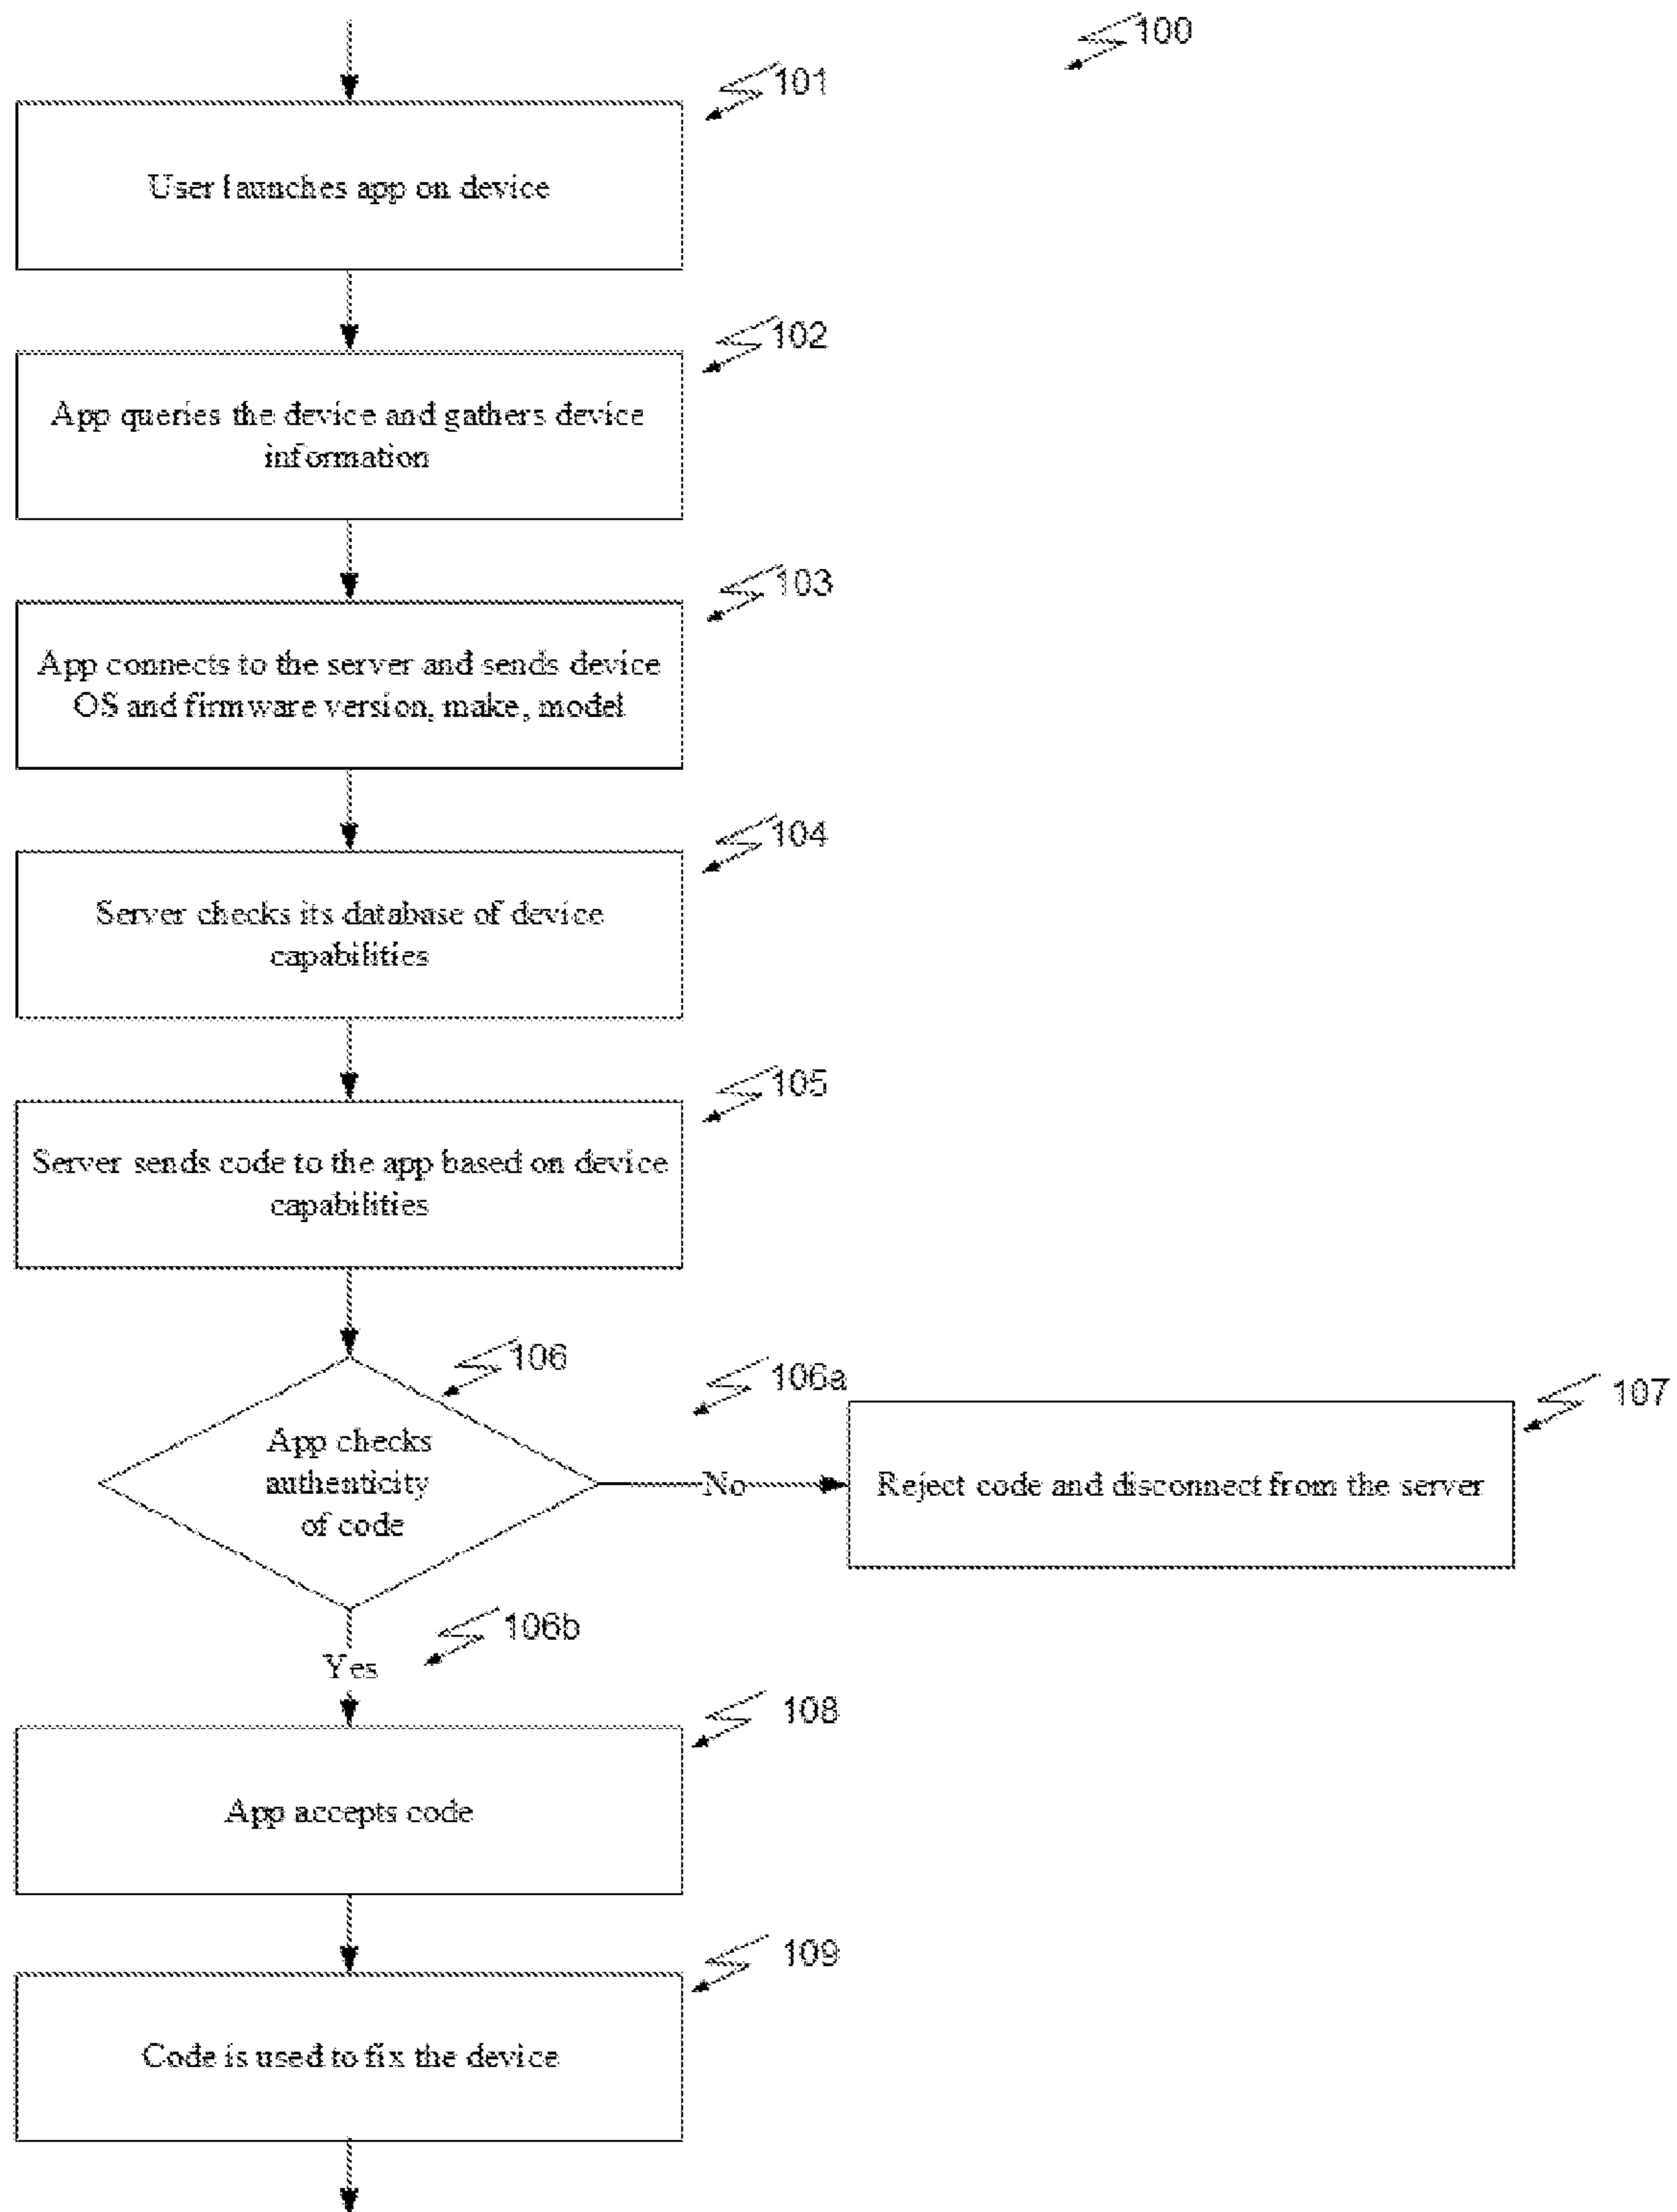 100
101
User launches app on device
102
App queries the device and gathers device
information
103
App connects to the server and sends device
OS and firmware version, make, model
104
Server checks its database of device
capabilities
105
Server sends code to the app based on device
capabilities
106
App checks
authenticity
of code
106a
No
107
Reject code and disconnect from the server
106b
Yes
108
App accepts code
109
Code is used to fix the device